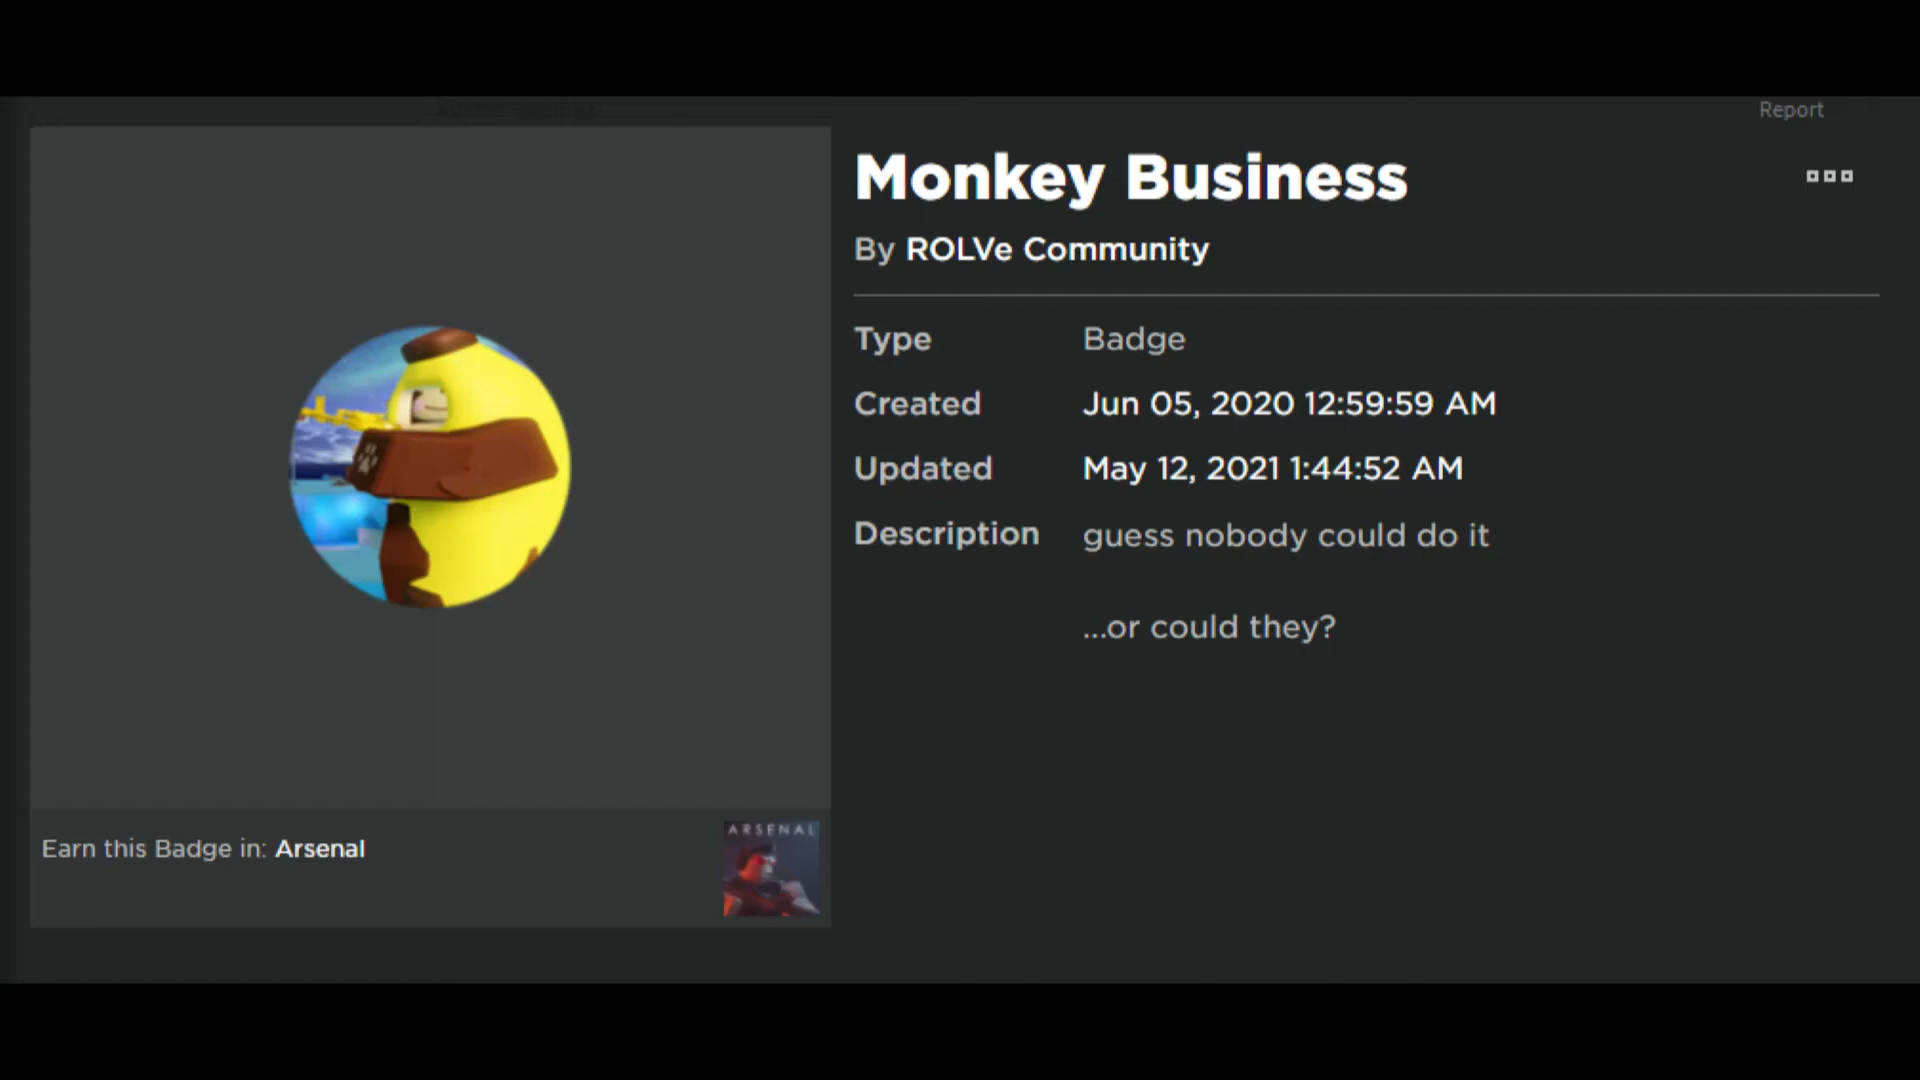 Report
Monkey Business
By ROLVe Community
Type Badge
Created Jun 05, 2020 12:59:59 AM
Updated May 12, 2021 1:44:52 AM
Description guess nobody could do it
...or could they?
Earn this Badge in: Arsenal
ARSENAL